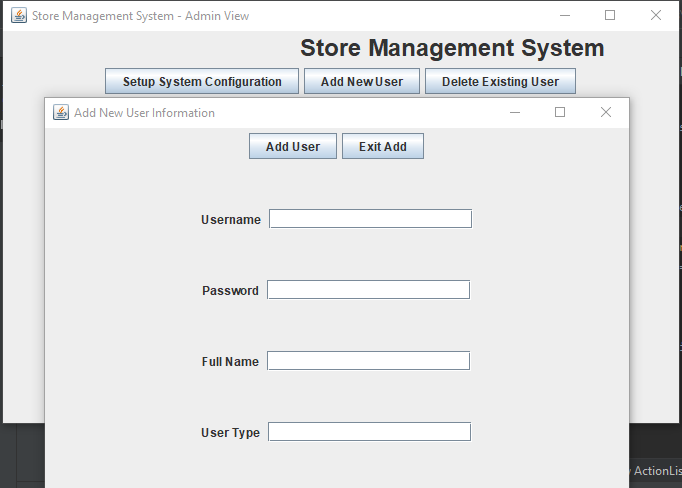 Store Management System - Admin View
Store Management System
Setup System Configuration Add New User Delete Existing User
Add New User Information
Add User Exit Add
Username
Password
Full Name
User Type
ActionLis